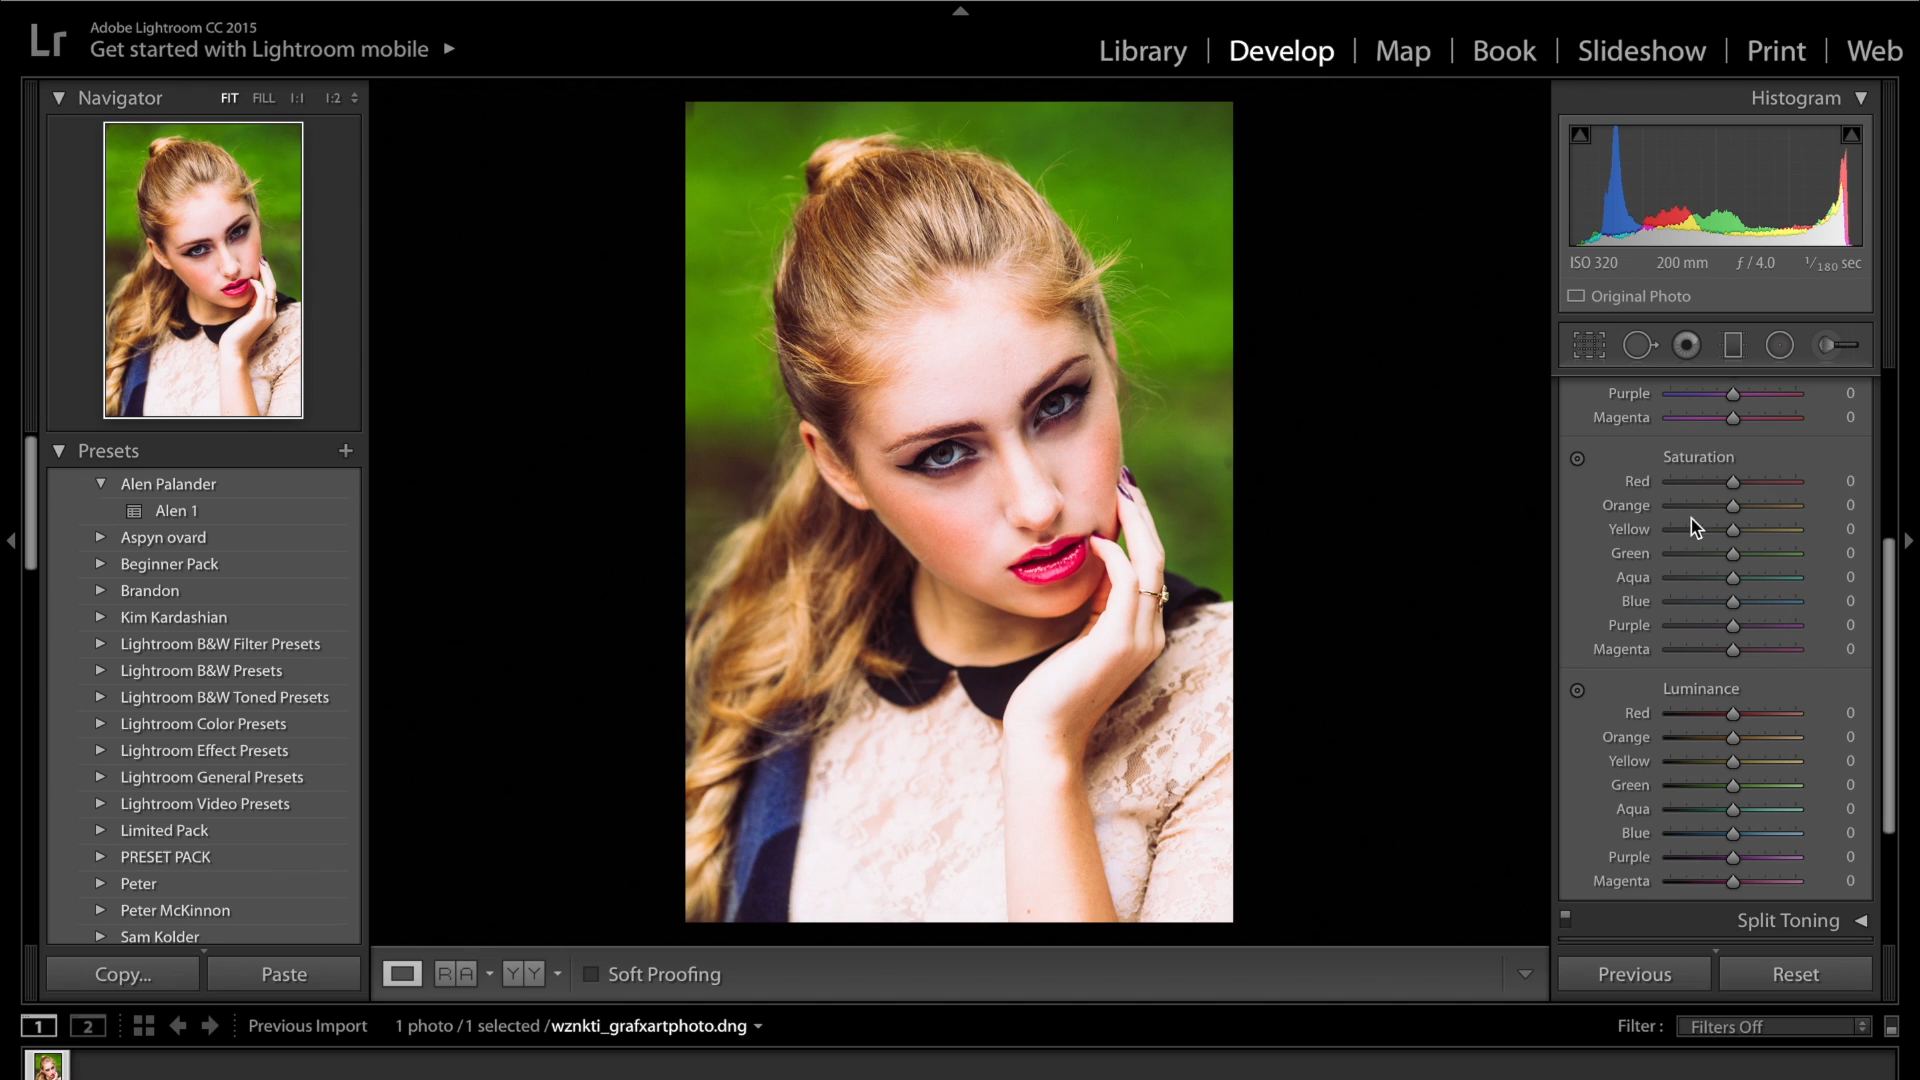 Lr
Adobe Lightroom CC 2015
Get started with Lightroom mobile
Library | Develop | Map | Book | Slideshow | Print | Web
Navigator FIT FILL 1:1 1:2
Presets +
Alen Palander
Alen 1
Aspyn ovard
Beginner Pack
Brandon
Kim Kardashian
Lightroom B&W Filter Presets
Lightroom B&W Presets
Lightroom B&W Toned Presets
Lightroom Color Presets
Lightroom Effect Presets
Lightroom General Presets
Lightroom Video Presets
Limited Pack
PRESET PACK
Peter
Peter McKinnon
Sam Kolder
Copy... Paste
R A Y Y Soft Proofing
Histogram
ISO 320 200 mm ƒ / 4.0 1/180 sec
Original Photo
Purple 0
Magenta 0
Saturation
Red 0
Orange 0
Yellow 0
Green 0
Aqua 0
Blue 0
Purple 0
Magenta 0
Luminance
Red 0
Orange 0
Yellow 0
Green 0
Aqua 0
Blue 0
Purple 0
Magenta 0
Split Toning
Previous Reset
1 2 Previous Import 1 photo / 1 selected / wznkti_grafxartphoto.dng
Filter : Filters Off